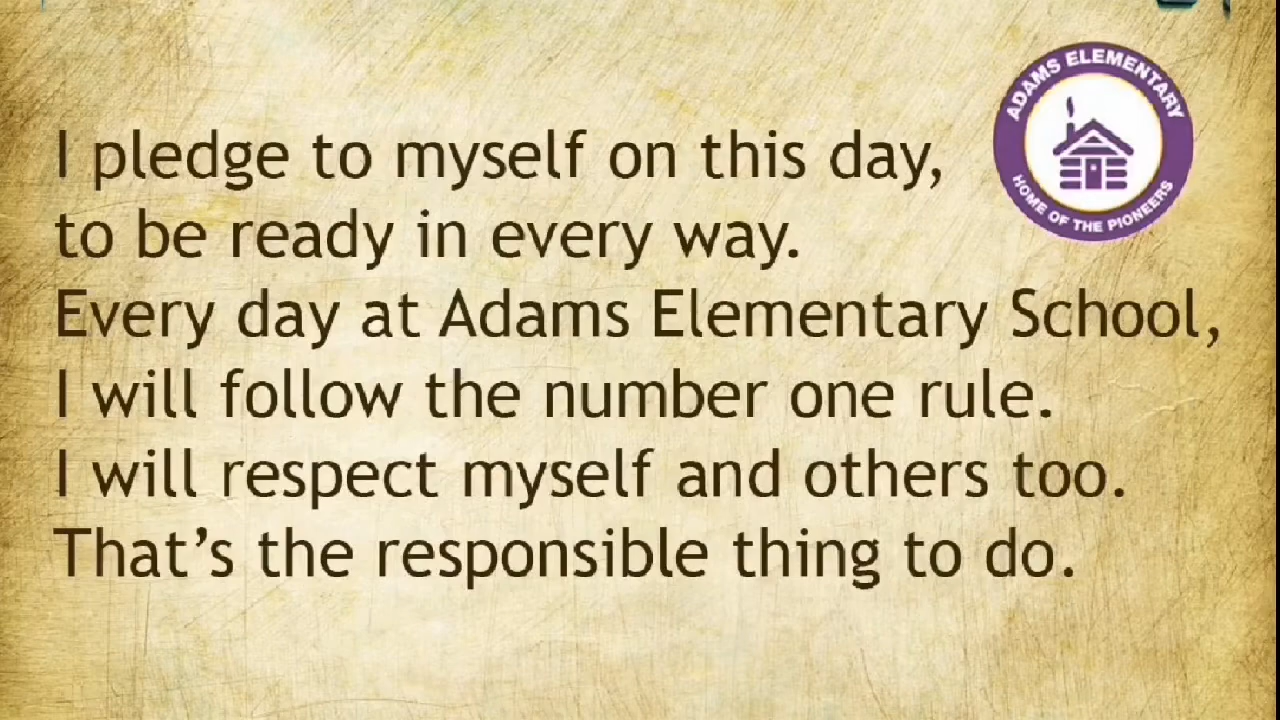 ADAMS ELEMENTARY
HOME OF THE PIONEERS
I pledge to myself on this day,
to be ready in every way.
Every day at Adams Elementary School,
I will follow the number one rule.
I will respect myself and others too.
That’s the responsible thing to do.